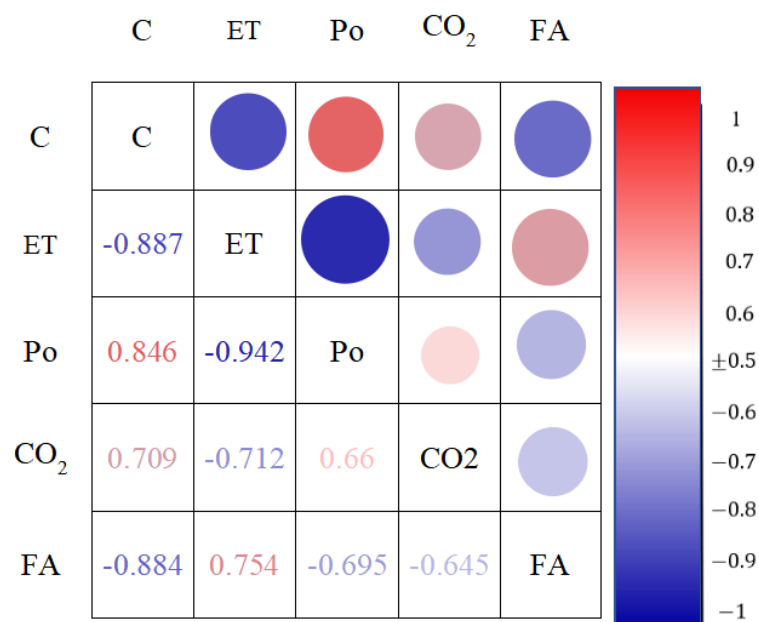 C ET Po CO₂ FA
C C
ET -0.887 ET
Po 0.846 -0.942 Po
CO₂ 0.709 -0.712 0.66 CO2
FA -0.884 0.754 -0.695 -0.645 FA
1
0.9
0.8
0.7
0.6
±0.5
−0.6
−0.7
−0.8
−0.9
−1